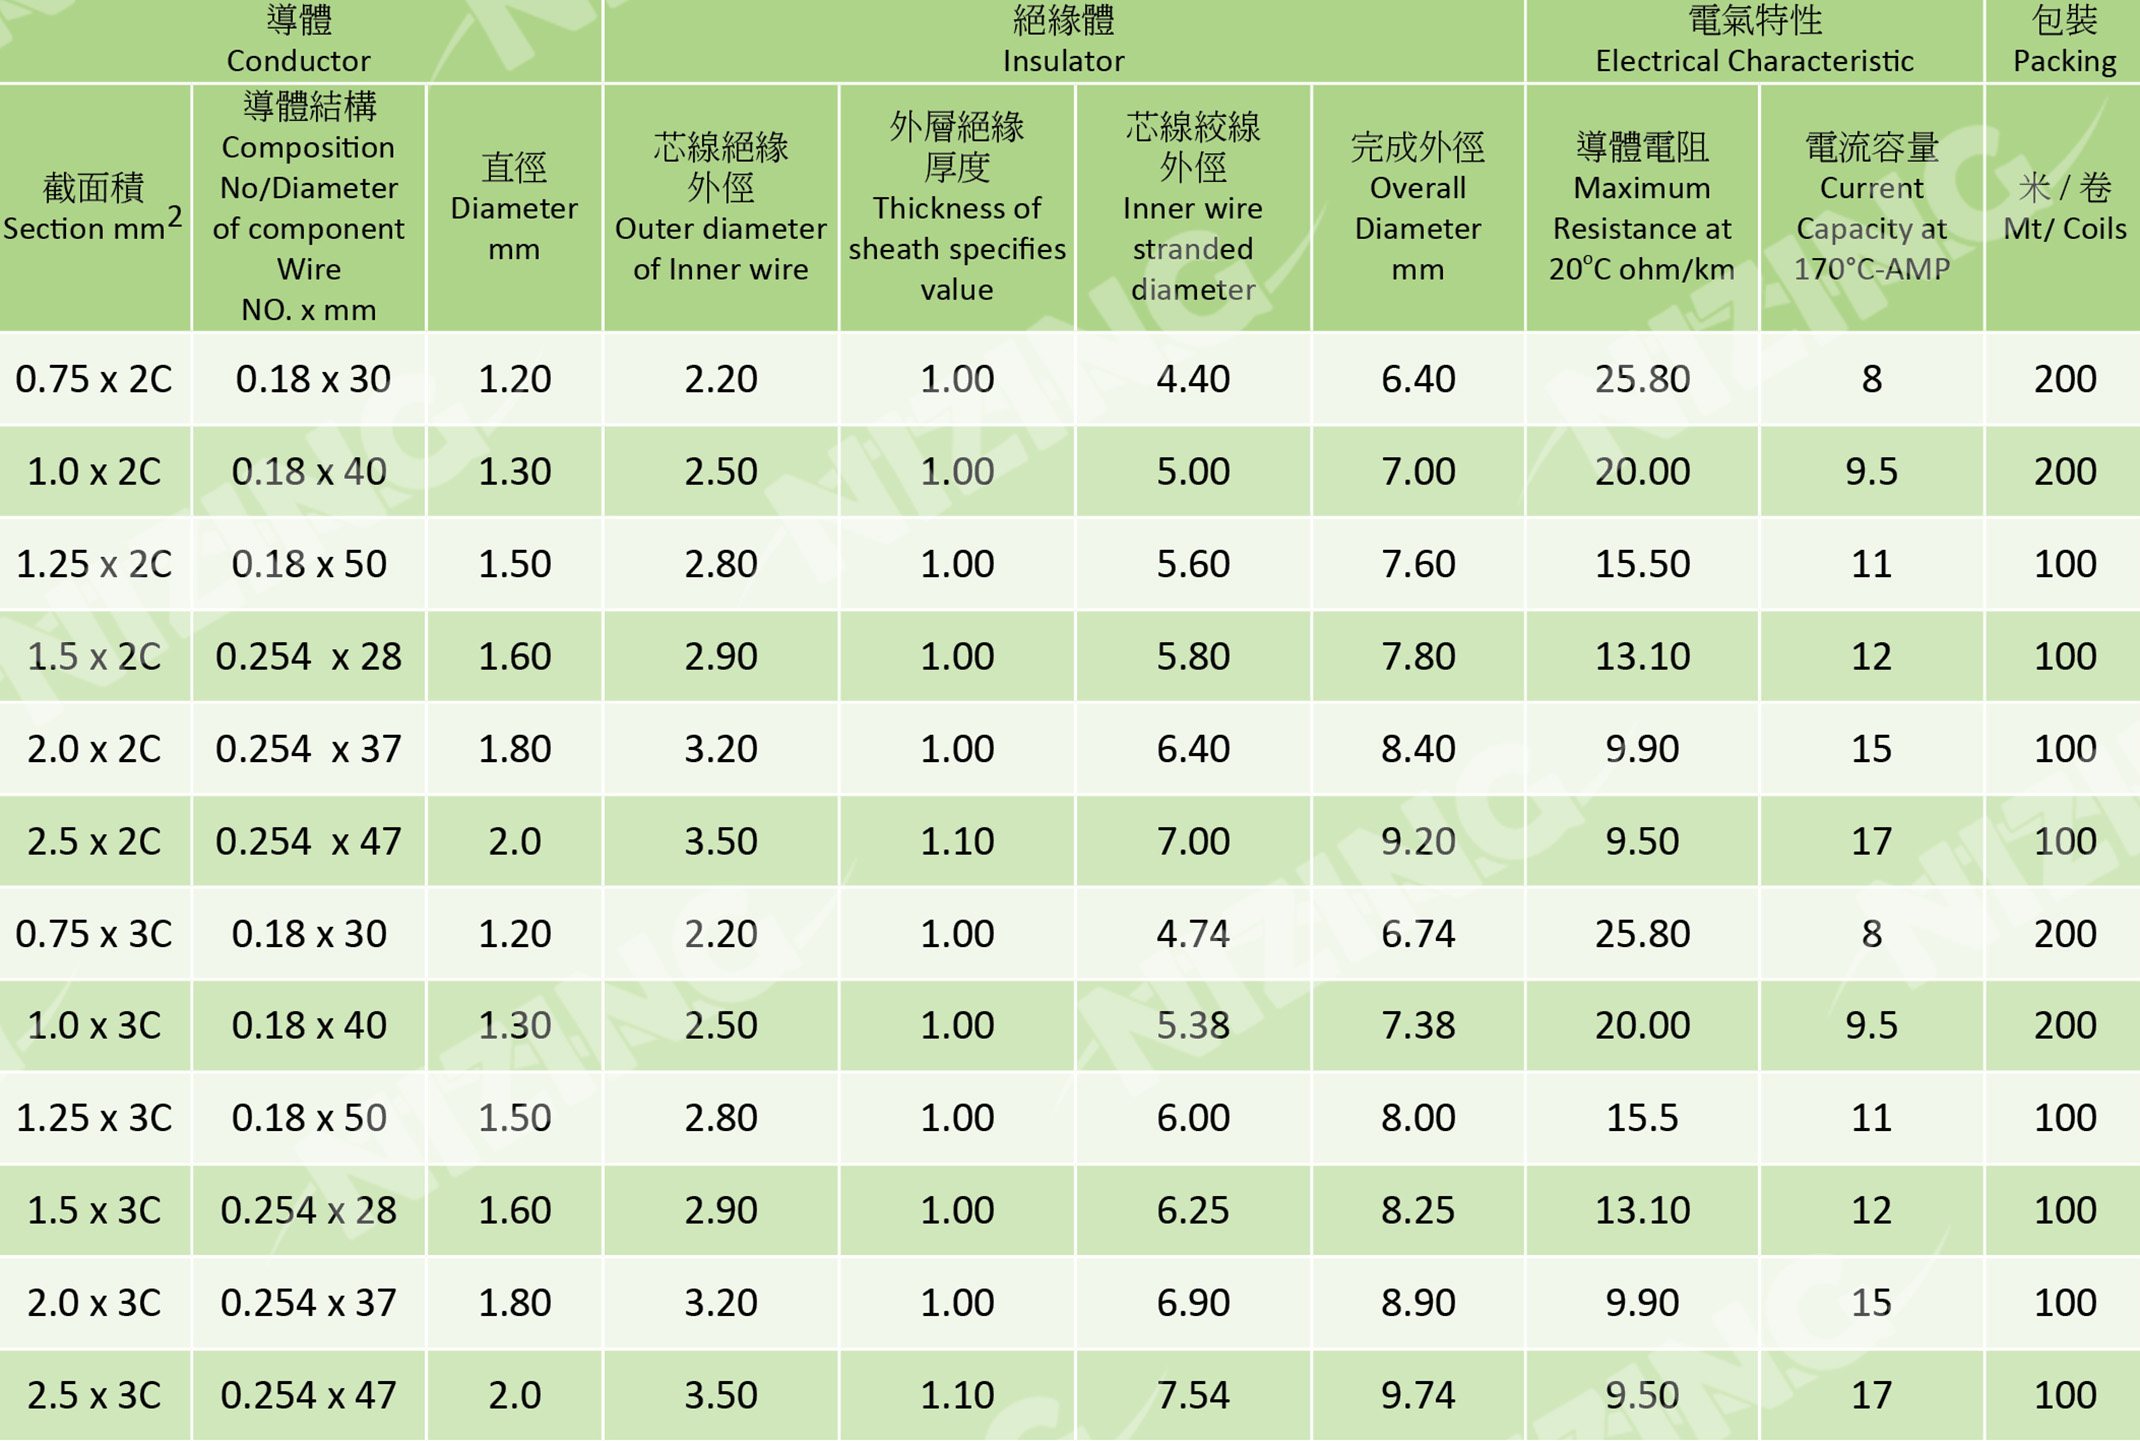 導體
Conductor
絕緣體
Insulator
電氣特性
Electrical Characteristic
包裝
Packing
截面積
Section mm2
導體結構
Composition
No/Diameter
of component
Wire
NO. x mm
直徑
Diameter
mm
芯線絕緣
外徑
Outer diameter
of Inner wire
外層絕緣
厚度
Thickness of
sheath specifies
value
芯線絞線
外徑
Inner wire
stranded
diameter
完成外徑
Overall
Diameter
mm
導體電阻
Maximum
Resistance at
20°C ohm/km
電流容量
Current
Capacity at
170°C-AMP
米 / 卷
Mt/ Coils
0.75 x 2C 0.18 x 30 1.20 2.20 1.00 4.40 6.40 25.80 8 200
1.0 x 2C 0.18 x 40 1.30 2.50 1.00 5.00 7.00 20.00 9.5 200
1.25 x 2C 0.18 x 50 1.50 2.80 1.00 5.60 7.60 15.50 11 100
1.5 x 2C 0.254 x 28 1.60 2.90 1.00 5.80 7.80 13.10 12 100
2.0 x 2C 0.254 x 37 1.80 3.20 1.00 6.40 8.40 9.90 15 100
2.5 x 2C 0.254 x 47 2.0 3.50 1.10 7.00 9.20 9.50 17 100
0.75 x 3C 0.18 x 30 1.20 2.20 1.00 4.74 6.74 25.80 8 200
1.0 x 3C 0.18 x 40 1.30 2.50 1.00 5.38 7.38 20.00 9.5 200
1.25 x 3C 0.18 x 50 1.50 2.80 1.00 6.00 8.00 15.5 11 100
1.5 x 3C 0.254 x 28 1.60 2.90 1.00 6.25 8.25 13.10 12 100
2.0 x 3C 0.254 x 37 1.80 3.20 1.00 6.90 8.90 9.90 15 100
2.5 x 3C 0.254 x 47 2.0 3.50 1.10 7.54 9.74 9.50 17 100
NIZING